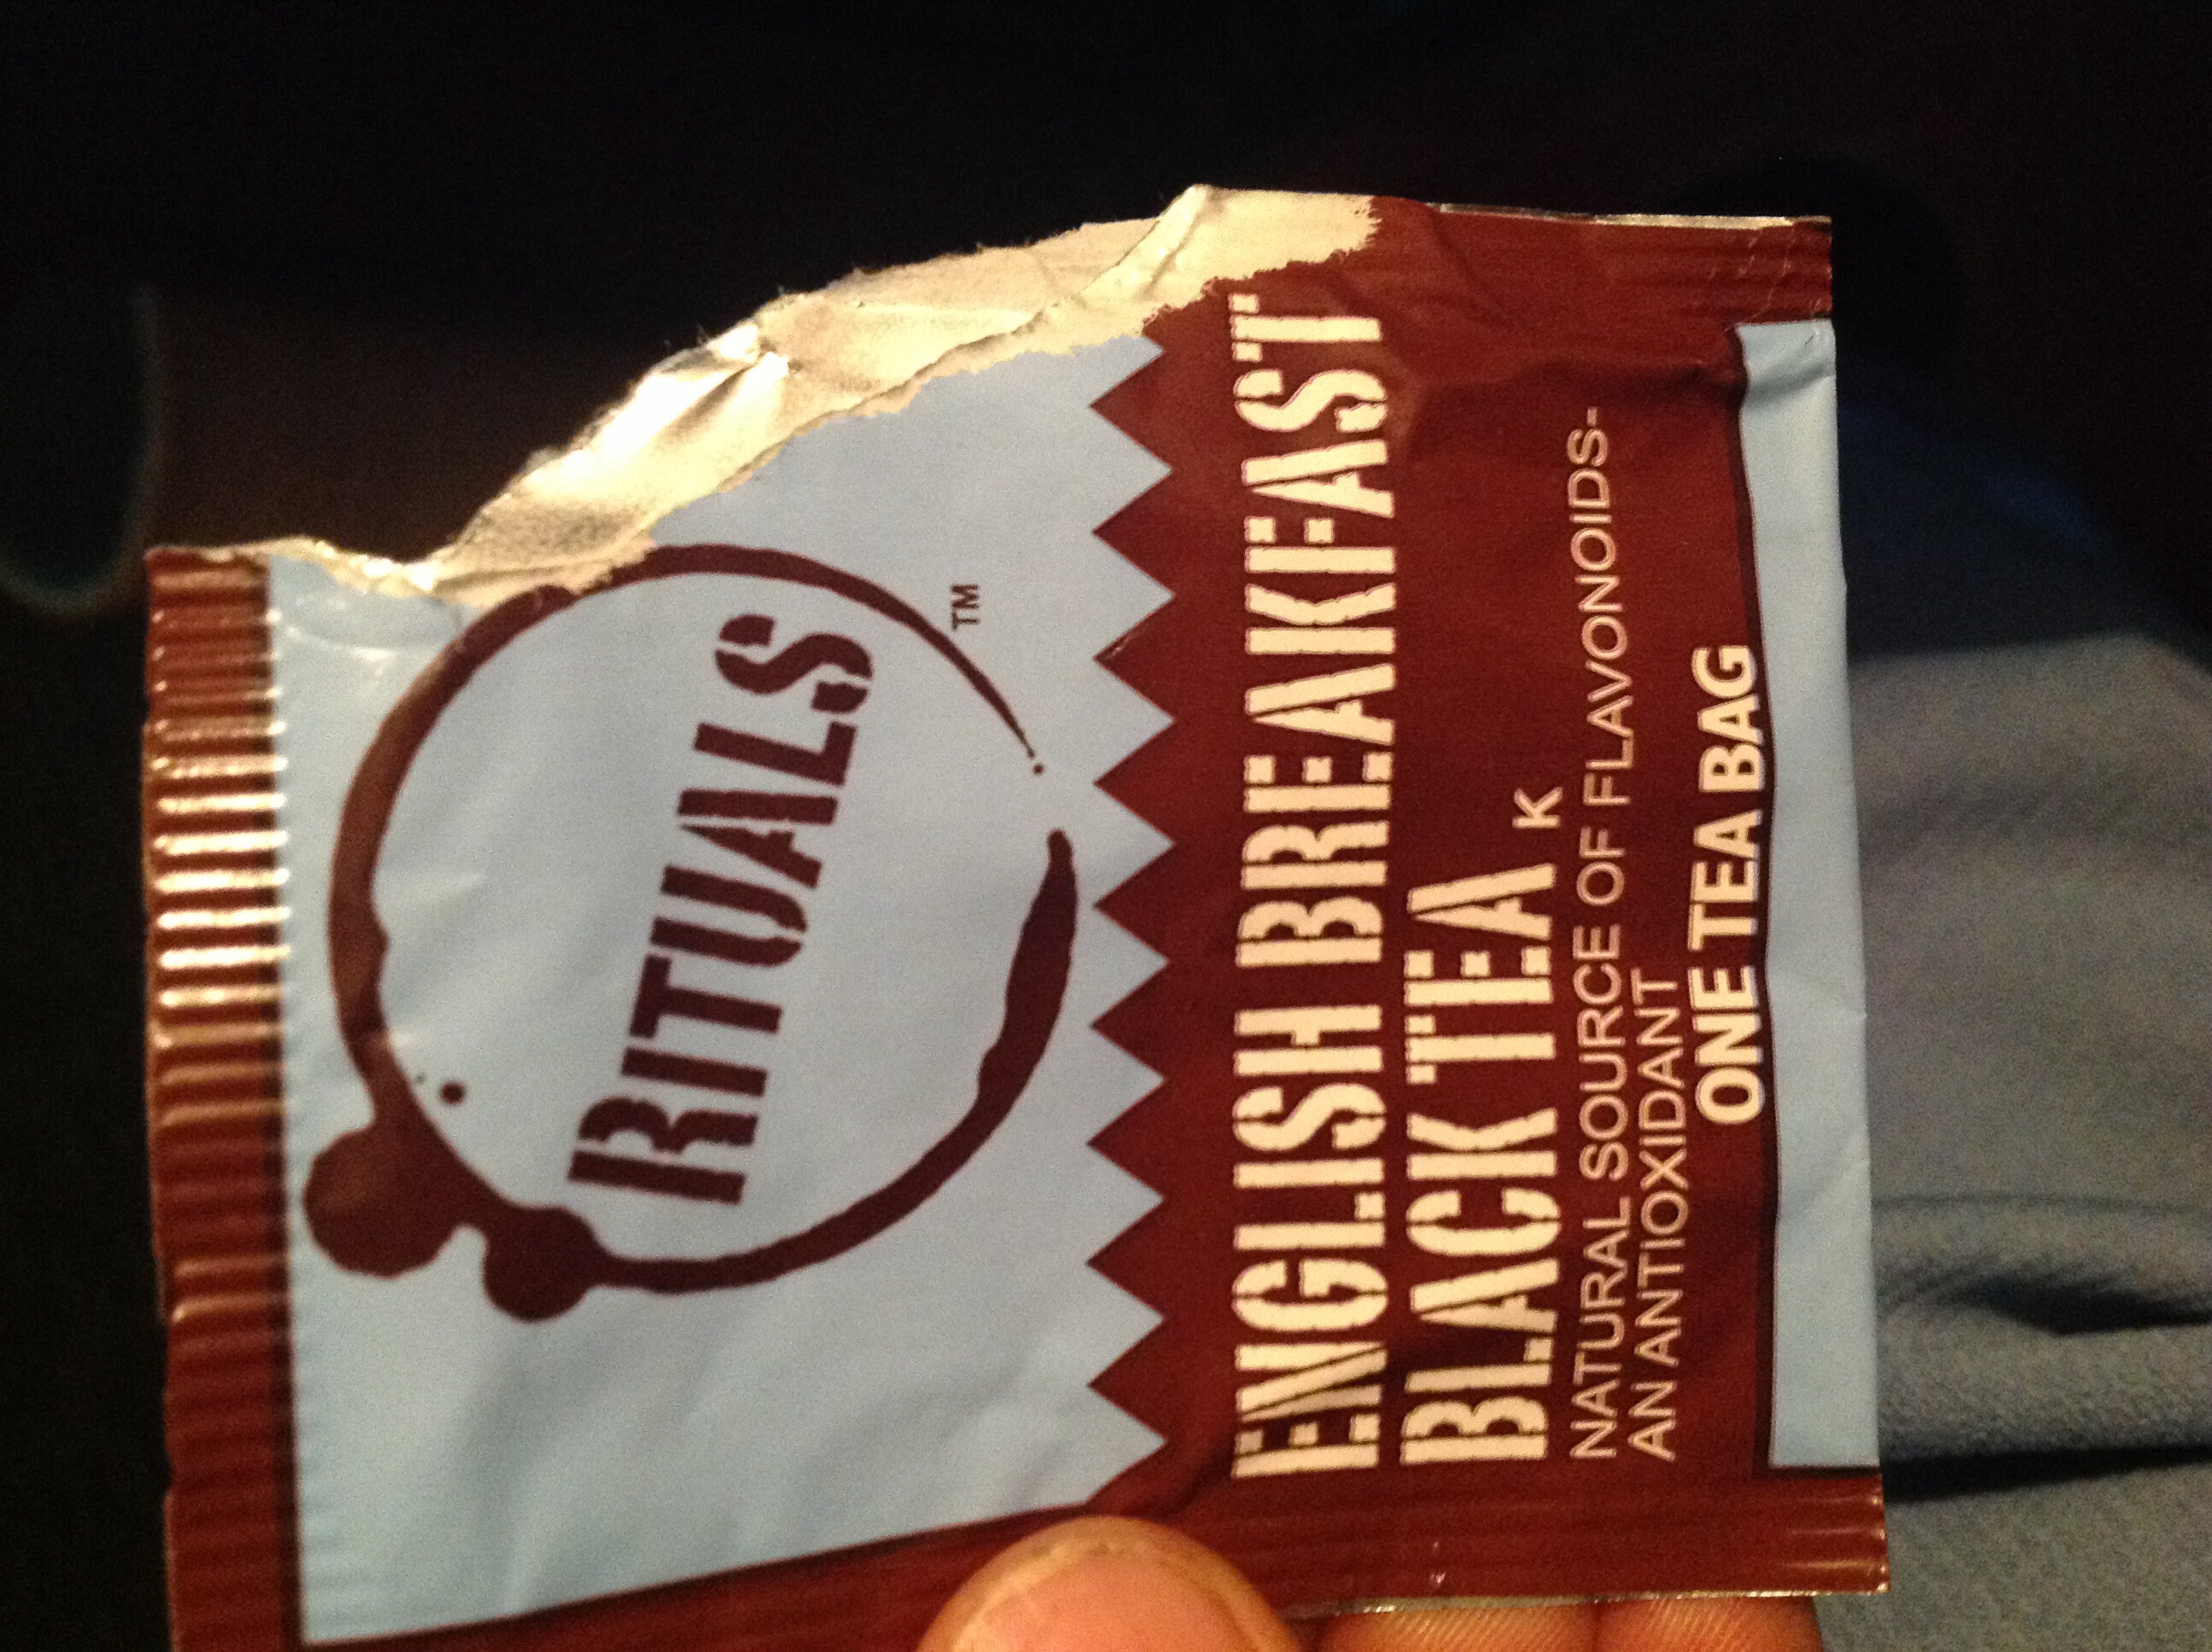 RITUALS
TM
ENGLISH BREAKFAST
BLACK TEA K
NATURAL SOURCE OF FLAVONOIDS-
AN ANTIOXIDANT
ONE TEA BAG